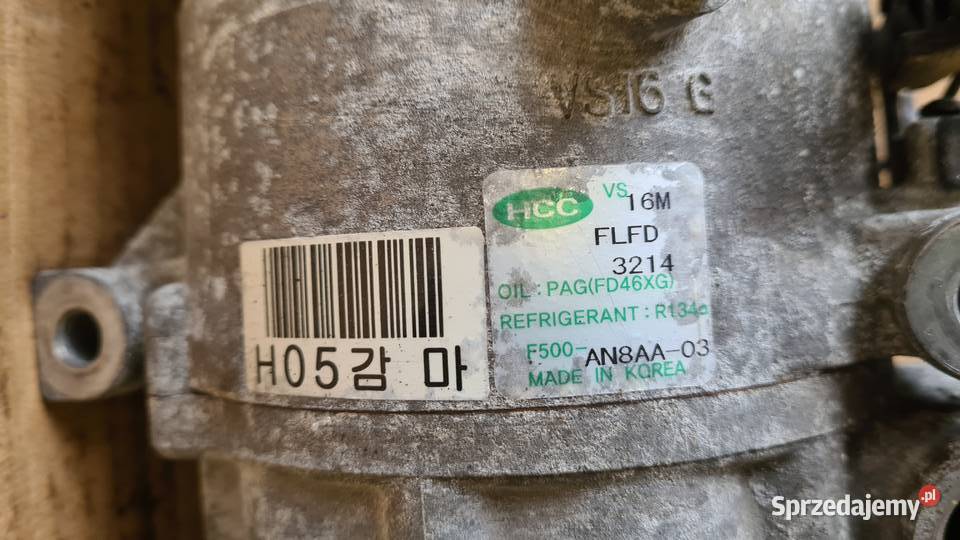 VS16 G
HCC VS 16M
FLFD
3214
OIL : PAG(FD46XG)
REFRIGERANT : R134a
F500-AN8AA-03
MADE IN KOREA
H05감 마
Sprzedajemy.pl